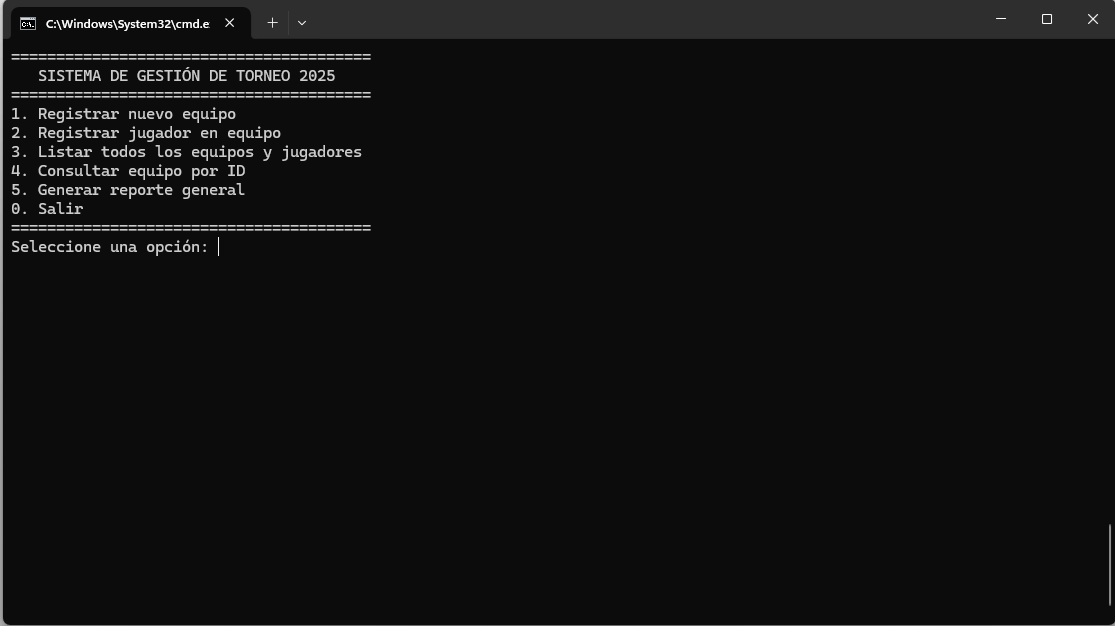 C:\Windows\System32\cmd.e
========================================
SISTEMA DE GESTIÓN DE TORNEO 2025
========================================
1. Registrar nuevo equipo
2. Registrar jugador en equipo
3. Listar todos los equipos y jugadores
4. Consultar equipo por ID
5. Generar reporte general
0. Salir
========================================
Seleccione una opción: